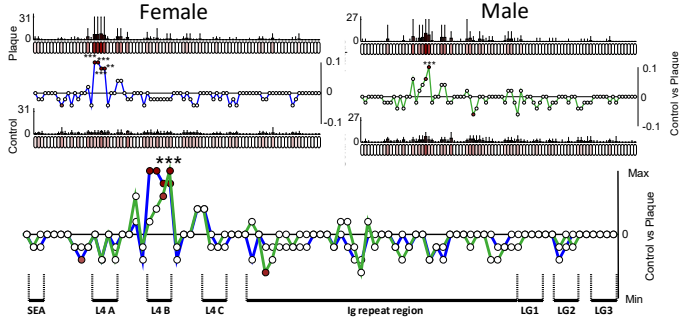 Female
Male
31
Plaque
0
***
***
**
***
0.1
0
-0.1
31
Control
0
27
0
***
0.1
0
-0.1
Control vs Plaque
27
0
***
Max
0
Min
Control vs Plaque
SEA
L4 A
L4 B
L4 C
Ig repeat region
LG1
LG2
LG3